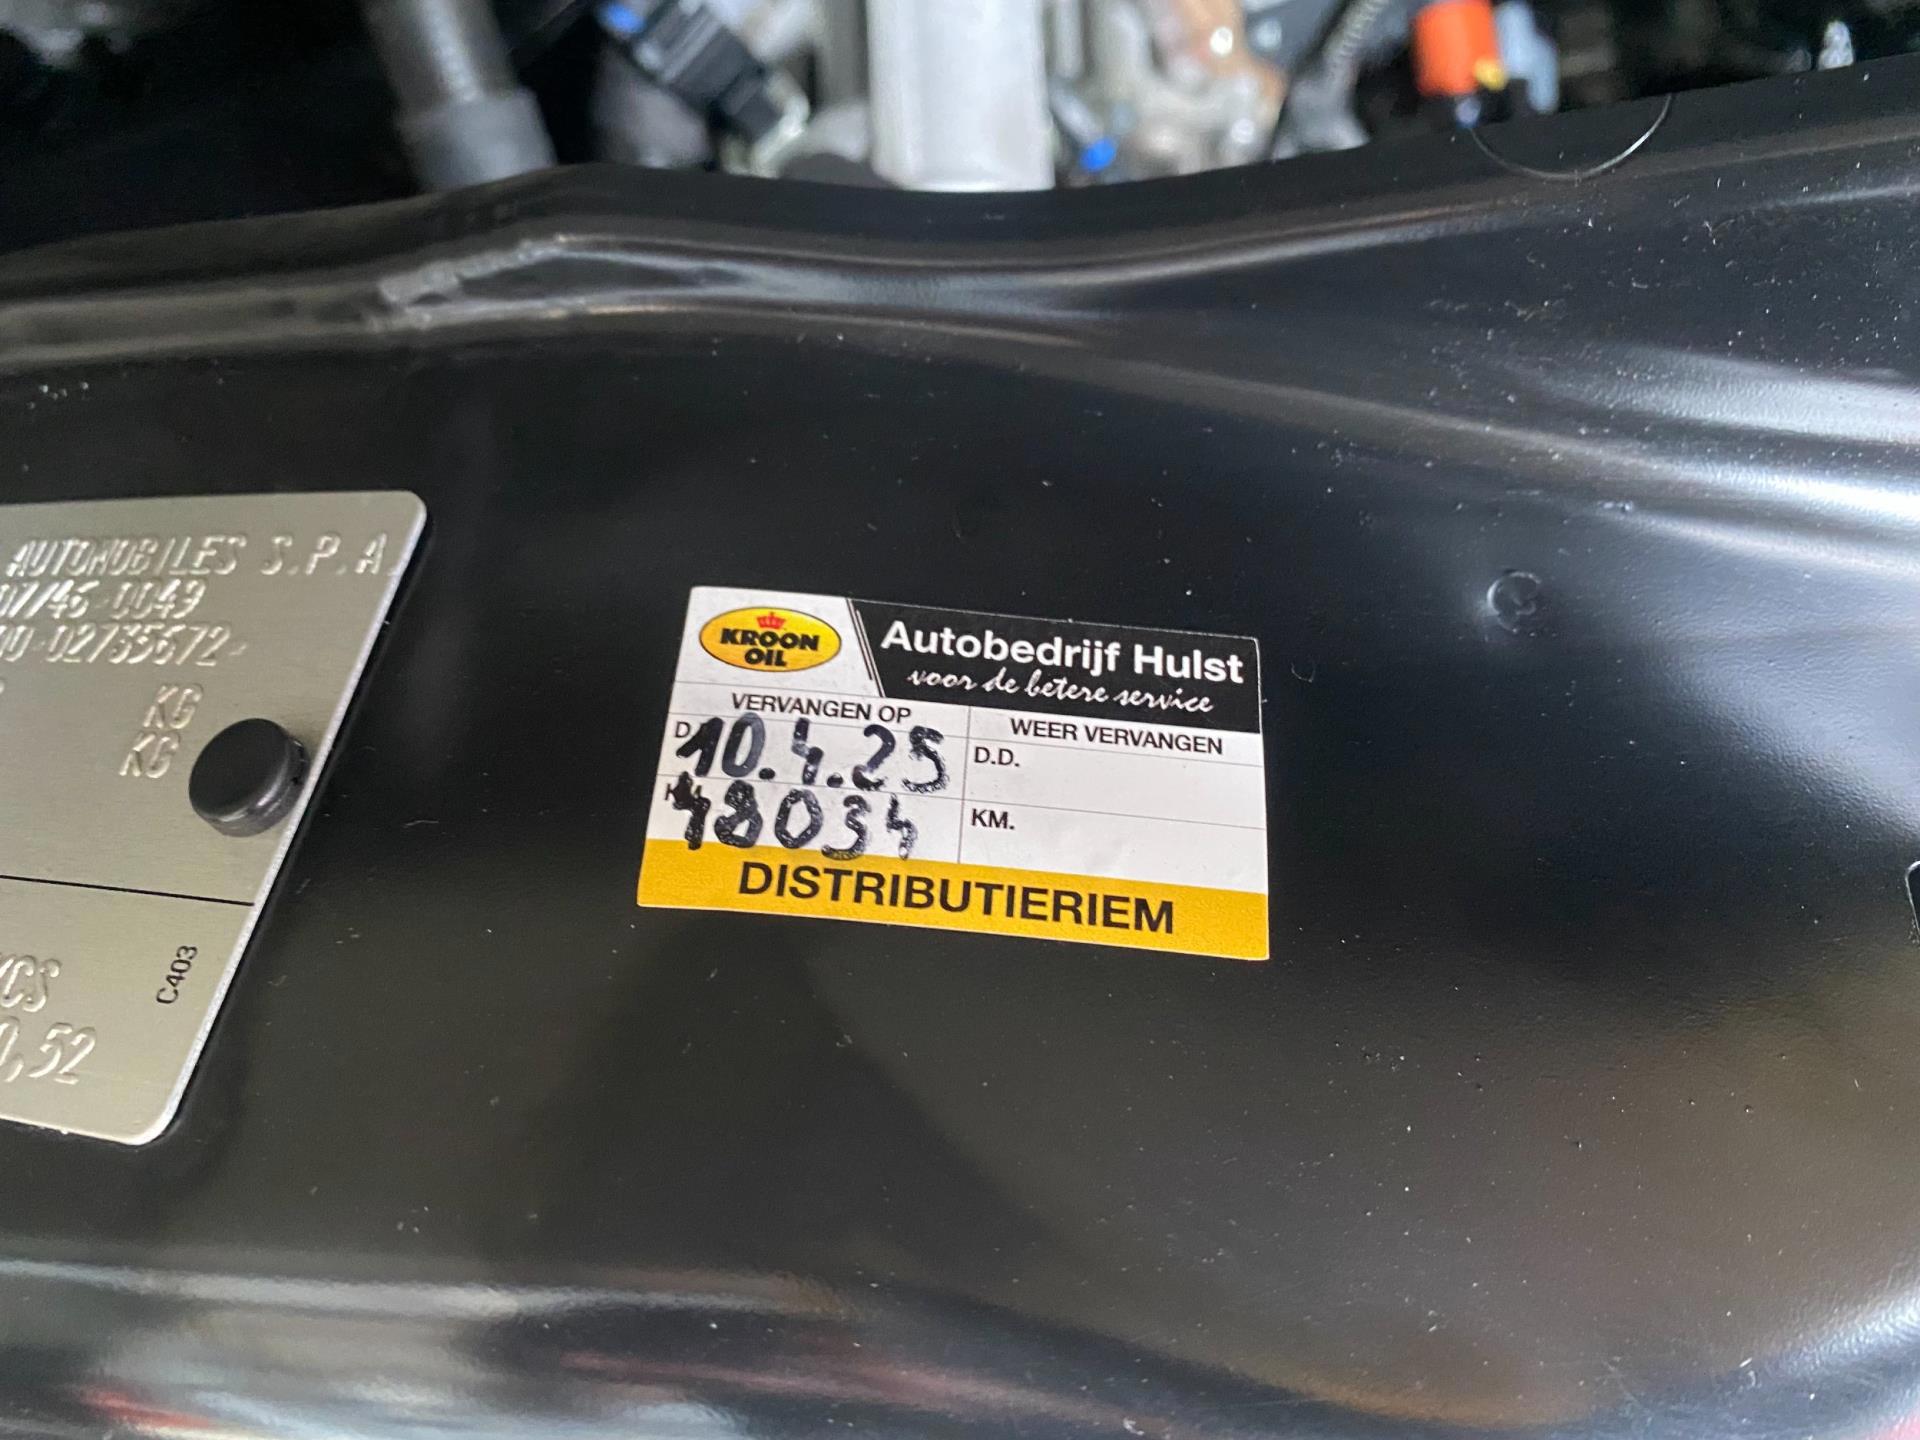 AUTOMOBILES S.P.A.
KG
KG
C403
KROON
OIL
Autobedrijf Hulst
voor de betere service
VERVANGEN OP
WEER VERVANGEN
10.4.25
D.D.
48034
KM.
DISTRIBUTIERIEM